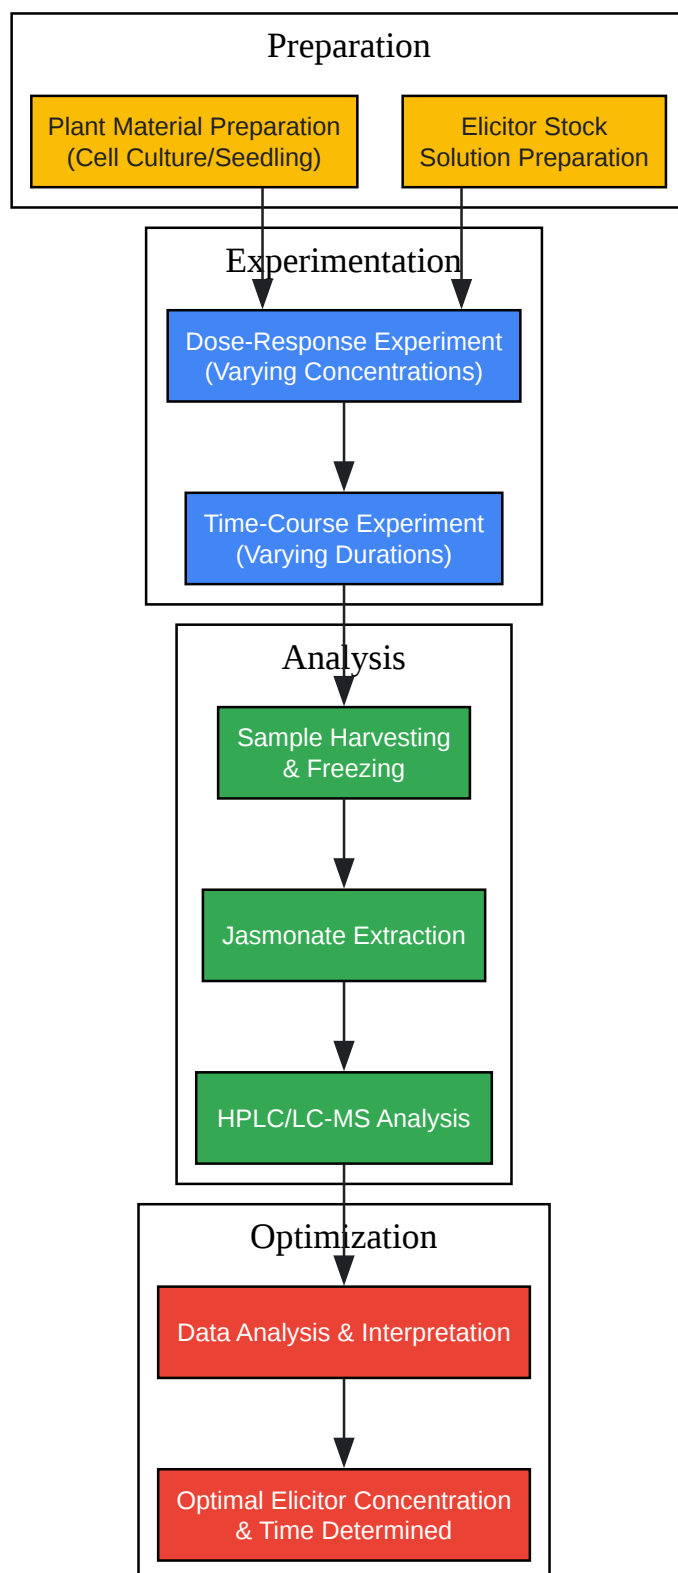 Preparation
Plant Material Preparation
(Cell Culture/Seedling)
Elicitor Stock
Solution Preparation
Experimentation
Dose-Response Experiment
(Varying Concentrations)
Time-Course Experiment
(Varying Durations)
Analysis
Sample Harvesting
& Freezing
Jasmonate Extraction
HPLC/LC-MS Analysis
Optimization
Data Analysis & Interpretation
Optimal Elicitor Concentration
& Time Determined